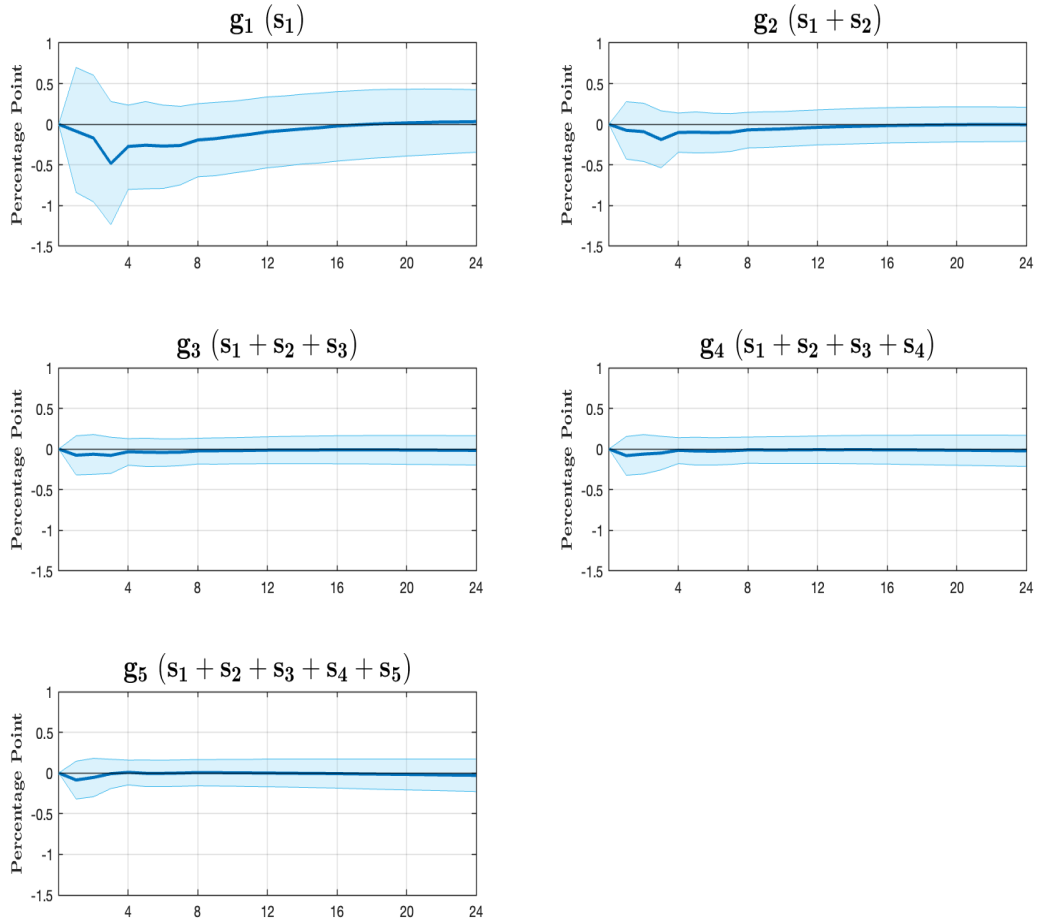 g₁ (s₁)
Percentage Point
1
0.5
0
-0.5
-1
-1.5
4 8 12 16 20 24
g₂ (s₁ + s₂)
Percentage Point
1
0.5
0
-0.5
-1
-1.5
4 8 12 16 20 24
g₃ (s₁ + s₂ + s₃)
Percentage Point
1
0.5
0
-0.5
-1
-1.5
4 8 12 16 20 24
g₄ (s₁ + s₂ + s₃ + s₄)
Percentage Point
1
0.5
0
-0.5
-1
-1.5
4 8 12 16 20 24
g₅ (s₁ + s₂ + s₃ + s₄ + s₅)
Percentage Point
1
0.5
0
-0.5
-1
-1.5
4 8 12 16 20 24